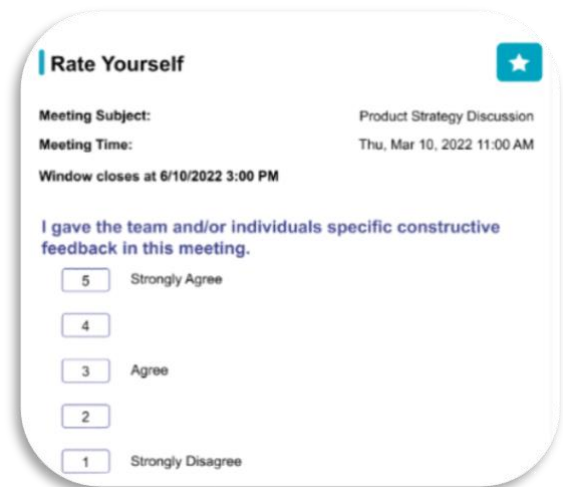 Rate Yourself
Meeting Subject: Product Strategy Discussion
Meeting Time: Thu, Mar 10, 2022 11:00 AM
Window closes at 6/10/2022 3:00 PM
I gave the team and/or individuals specific constructive
feedback in this meeting.
5 Strongly Agree
4
3 Agree
2
1 Strongly Disagree